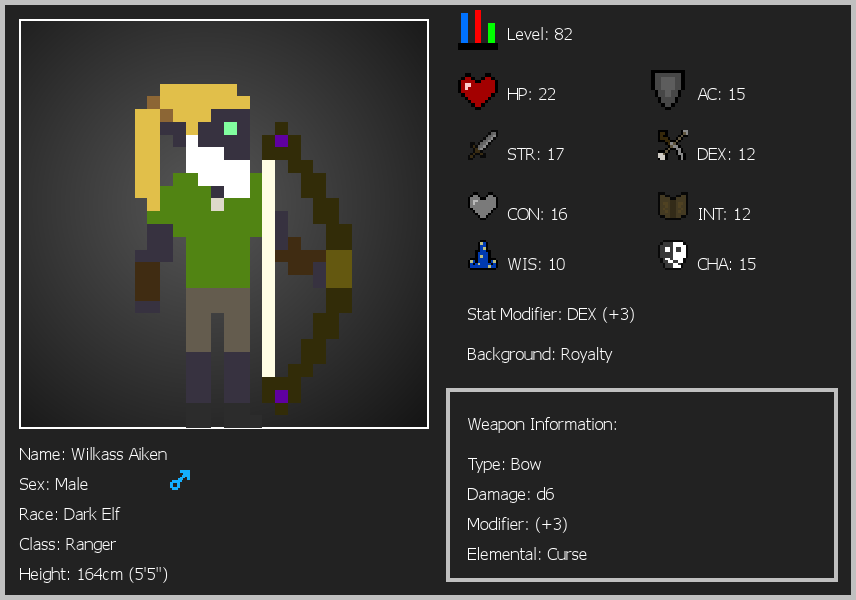 Level: 82
HP: 22
AC: 15
STR: 17
DEX: 12
CON: 16
INT: 12
WIS: 10
CHA: 15
Stat Modifier: DEX (+3)
Background: Royalty
Weapon Information:
Type: Bow
Damage: d6
Modifier: (+3)
Elemental: Curse
Name: Wilkass Aiken
Sex: Male
Race: Dark Elf
Class: Ranger
Height: 164cm (5'5")